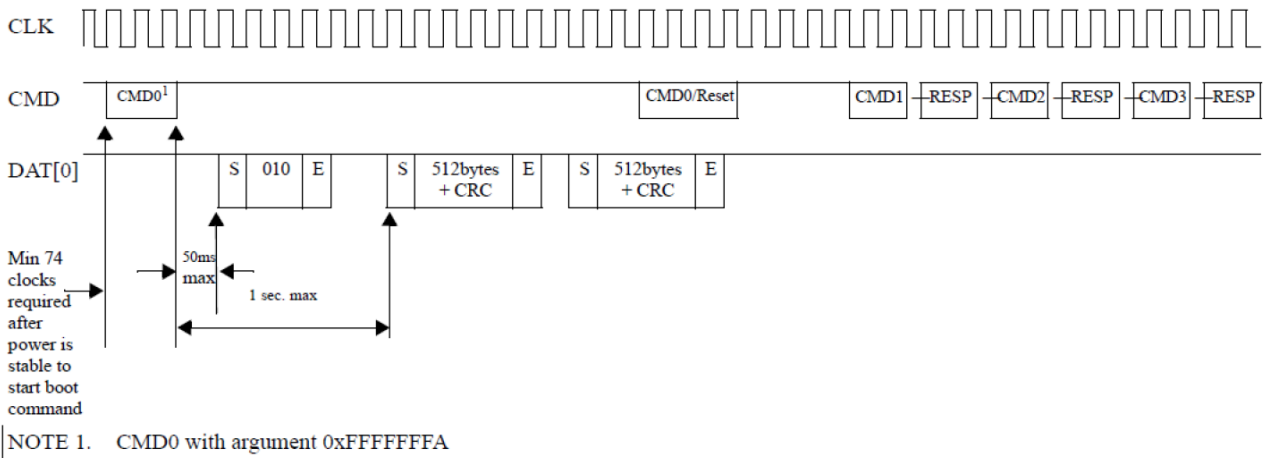 CLK
CMD
CMD0¹
CMD0/Reset
CMD1
RESP
CMD2
RESP
CMD3
RESP
DAT[0]
S
010
E
S
512bytes
+ CRC
E
S
512bytes
+ CRC
E
Min 74
clocks
required
after
power is
stable to
start boot
command
50ms
max
1 sec. max
NOTE 1. CMD0 with argument 0xFFFFFFFA